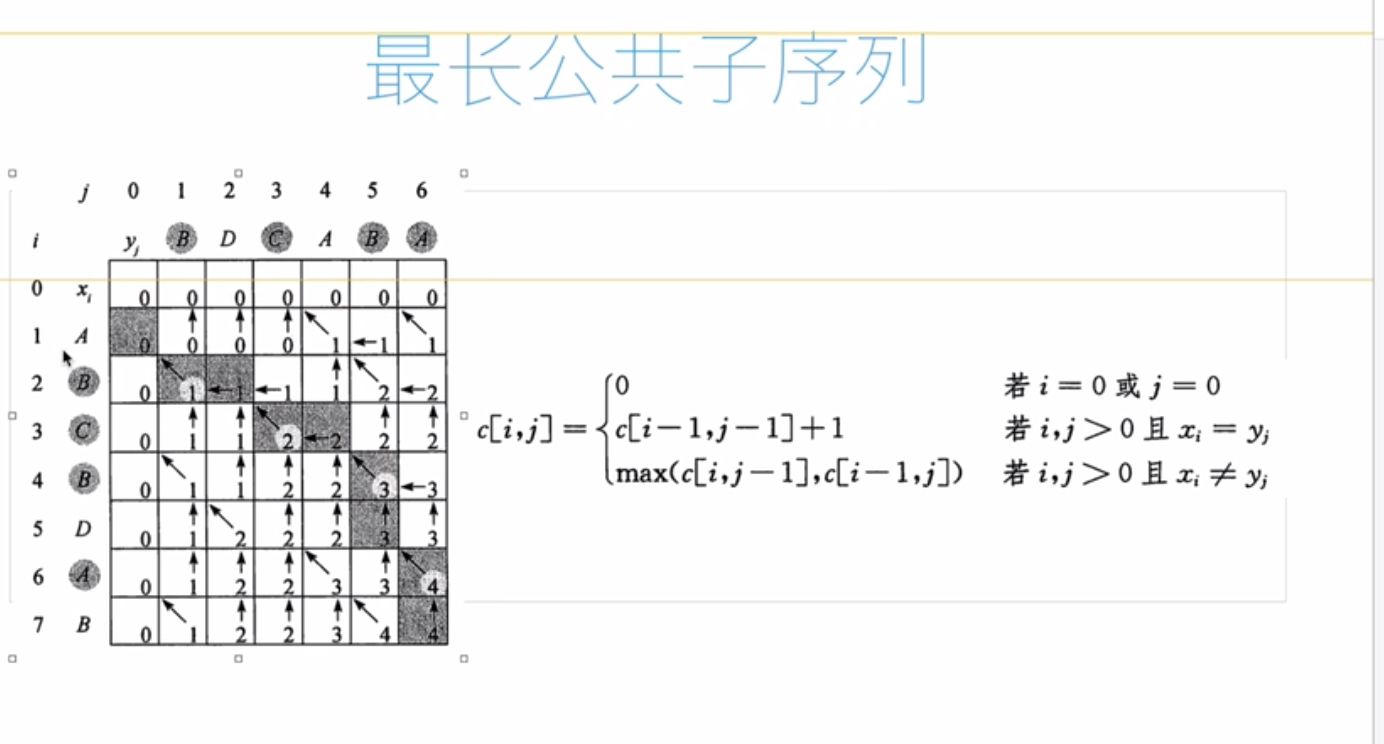 最长公共子序列
j 0 1 2 3 4 5 6
i y_j B D C A B A
0 x_i 0 0 0 0 0 0 0
1 A 0 ↑0 ↑0 ↑0 ↖1 ←1 ↖1
2 B 0 ↖1 ←1 ←1 ↑1 ↖2 ←2
3 C 0 ↑1 ↑1 ↖2 ←2 ↑2 ↑2
4 B 0 ↖1 ↑1 ↑2 ↑2 ↖3 ←3
5 D 0 ↑1 ↖2 ↑2 ↑2 ↑3 ↑3
6 A 0 ↑1 ↑2 ↑2 ↖3 ↑3 ↖4
7 B 0 ↖1 ↑2 ↑2 ↑3 ↖4 ↑4
0 若 i = 0 或 j = 0
c[i,j] = { c[i-1,j-1]+1 若 i,j > 0 且 x_i = y_j
max(c[i,j-1],c[i-1,j]) 若 i,j > 0 且 x_i ≠ y_j